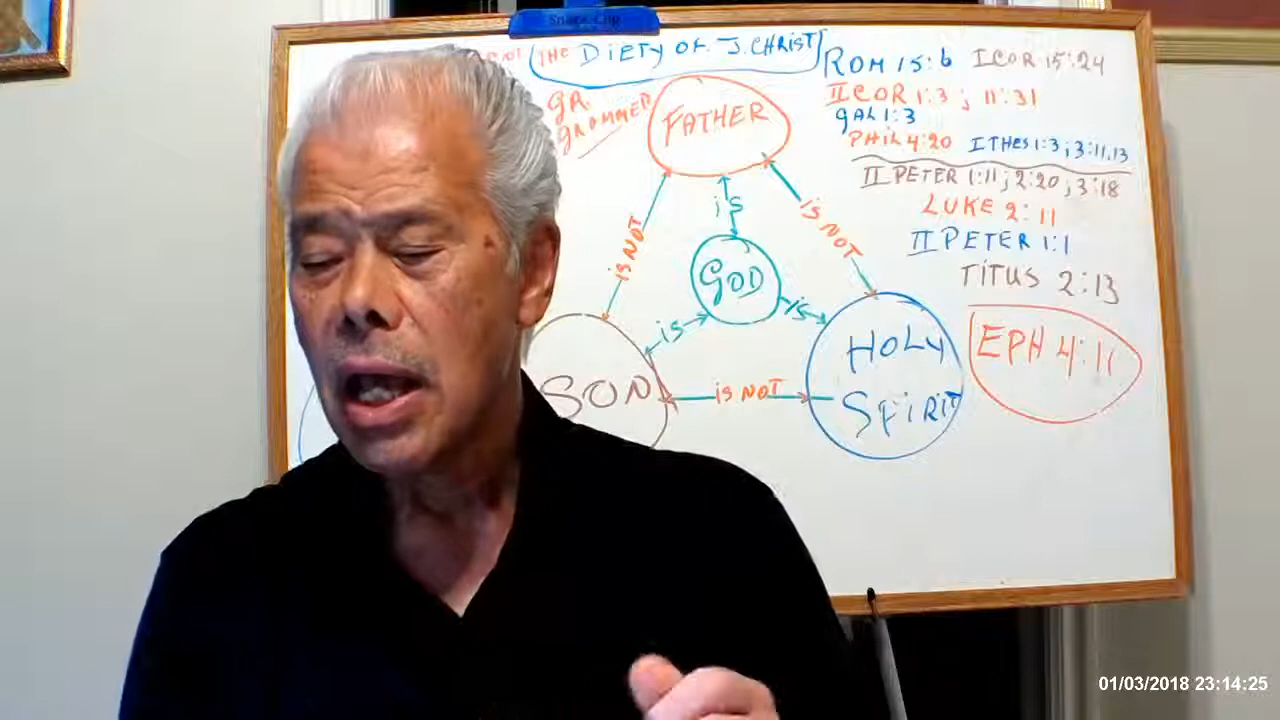 THE DiETY OF J. CHRIST
ROM 15:6 I COR 15:24
II COR 1:3 ; 11:31
GR. GRAMMER
FATHER
GAL 1:3
PHIL 4:20 I THES 1:3 ; 3:11,13
II PETER 1:11 ; 2:20 ; 3:18
is
LUKE 2:11
is NOT
is NOT
II PETER 1:1
GOD
TITUS 2:13
is
is
EPH 4:11
HOLY
SPiRiT
SON
is NOT
01/03/2018 23:14:25